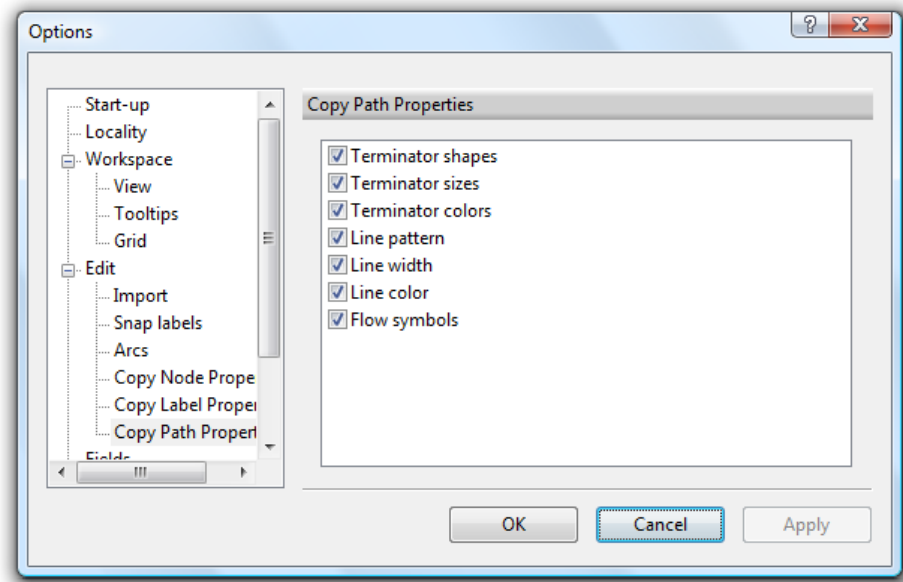 Options
Start-up
Locality
Workspace
View
Tooltips
Grid
Edit
Import
Snap labels
Arcs
Copy Node Prope
Copy Label Proper
Copy Path Propert
Fields
Copy Path Properties
Terminator shapes
Terminator sizes
Terminator colors
Line pattern
Line width
Line color
Flow symbols
OK
Cancel
Apply